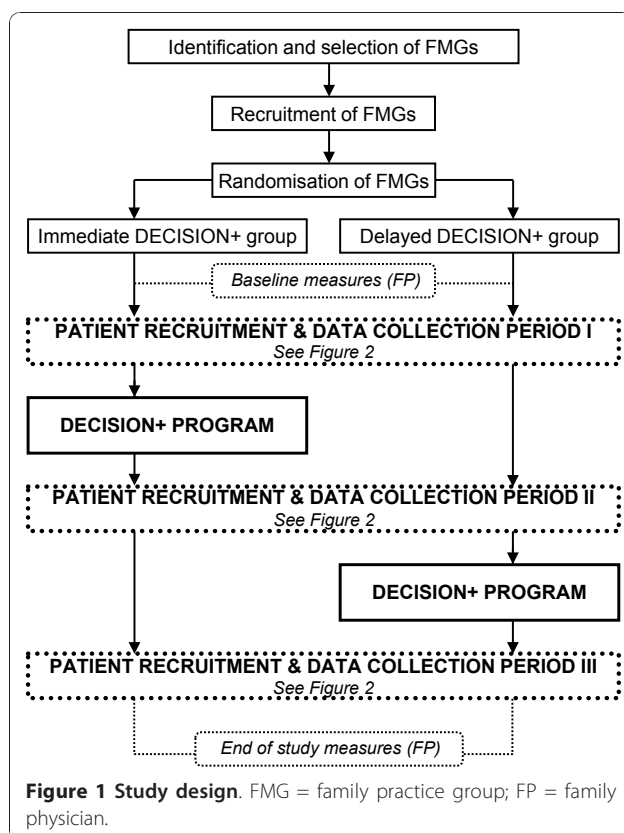 Identification and selection of FMGs
Recruitment of FMGs
Randomisation of FMGs
Immediate DECISION+ group
Delayed DECISION+ group
Baseline measures (FP)
PATIENT RECRUITMENT & DATA COLLECTION PERIOD I
See Figure 2
DECISION+ PROGRAM
PATIENT RECRUITMENT & DATA COLLECTION PERIOD II
See Figure 2
DECISION+ PROGRAM
PATIENT RECRUITMENT & DATA COLLECTION PERIOD III
See Figure 2
End of study measures (FP)
Figure 1 Study design. FMG = family practice group; FP = family
physician.